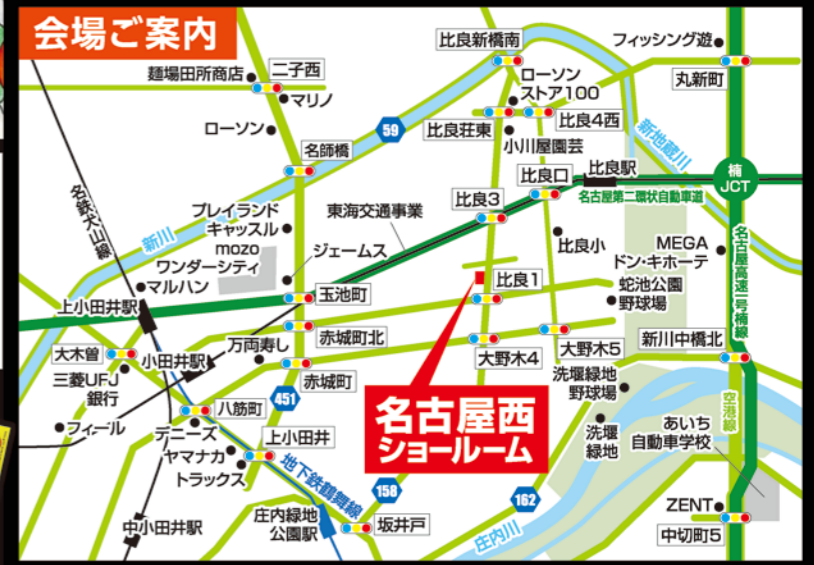 会場ご案内
比良新橋南
フィッシング遊
麺場田所商店
二子西
マリノ
丸新町
ローソン
ストア100
ローソン
59
比良荘東
比良4西
小川屋園芸
新地蔵川
名師橋
比良駅
楠
JCT
名鉄犬山線
比良口
名古屋第二環状自動車道
プレイランド
キャッスル
東海交通事業
比良3
新川
mozo
ワンダーシティ
ジェームス
比良小
MEGA
ドン・キホーテ
名古屋高速一号楠線
マルハン
比良1
蛇池公園
野球場
上小田井駅
玉池町
赤城町北
大木曽
小田井駅
万両寿し
大野木4
大野木5
新川中橋北
三菱UFJ
銀行
赤城町
洗堰緑地
野球場
451
名古屋西
ショールーム
八筋町
フィール
デニーズ
上小田井
洗堰
緑地
空港線
あいち
自動車学校
ヤマナカ
トラックス
地下鉄鶴舞線
158
162
ZENT
中小田井駅
庄内緑地
公園駅
坂井戸
庄内川
中切町5